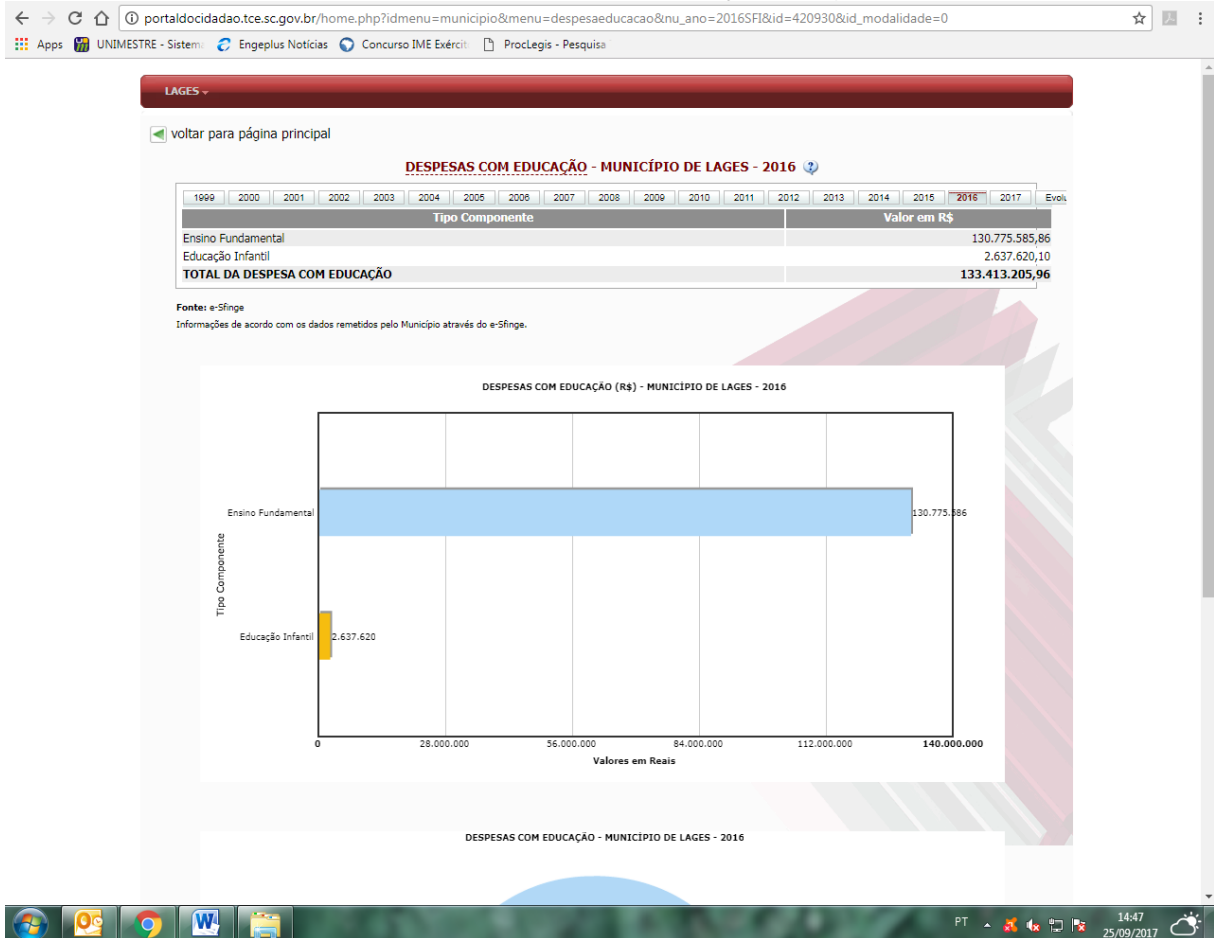 portaldocidadao.tce.sc.gov.br/home.php?idmenu=municipio&menu=despesaeducacao&nu_ano=2016SFI&id=420930&id_modalidade=0
Apps UNIMESTRE - Sistema Engeplus Notícias Concurso IME Exércit ProcLegis - Pesquisa
LAGES
voltar para página principal
DESPESAS COM EDUCAÇÃO - MUNICÍPIO DE LAGES - 2016
1999 2000 2001 2002 2003 2004 2005 2006 2007 2008 2009 2010 2011 2012 2013 2014 2015 2016 2017 Evolu
Tipo Componente Valor em R$
Ensino Fundamental 130.775.585,86
Educação Infantil 2.637.620,10
TOTAL DA DESPESA COM EDUCAÇÃO 133.413.205,96
Fonte: e-Sfinge
Informações de acordo com os dados remetidos pelo Município através do e-Sfinge.
DESPESAS COM EDUCAÇÃO (R$) - MUNICÍPIO DE LAGES - 2016
Ensino Fundamental 130.775.586
Tipo Componente
Educação Infantil 2.637.620
0 28.000.000 56.000.000 84.000.000 112.000.000 140.000.000
Valores em Reais
DESPESAS COM EDUCAÇÃO - MUNICÍPIO DE LAGES - 2016
PT 14:47
25/09/2017